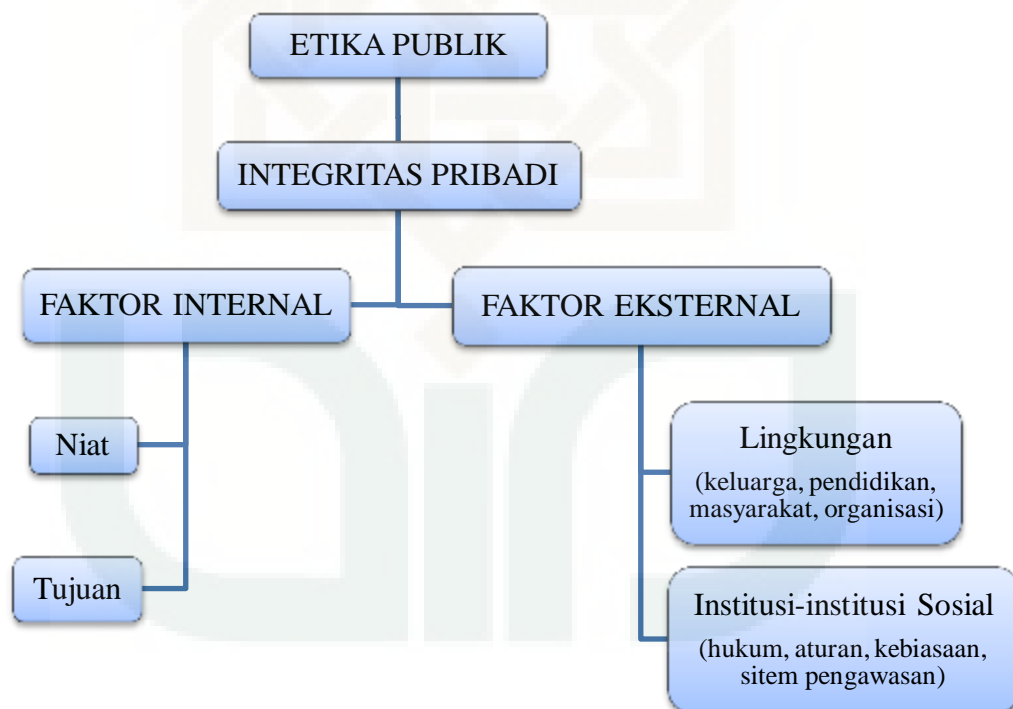 ETIKA PUBLIK
INTEGRITAS PRIBADI
FAKTOR INTERNAL
Niat
Tujuan
FAKTOR EKSTERNAL
Lingkungan
(keluarga, pendidikan,
masyarakat, organisasi)
Institusi-institusi Sosial
(hukum, aturan, kebiasaan,
sitem pengawasan)